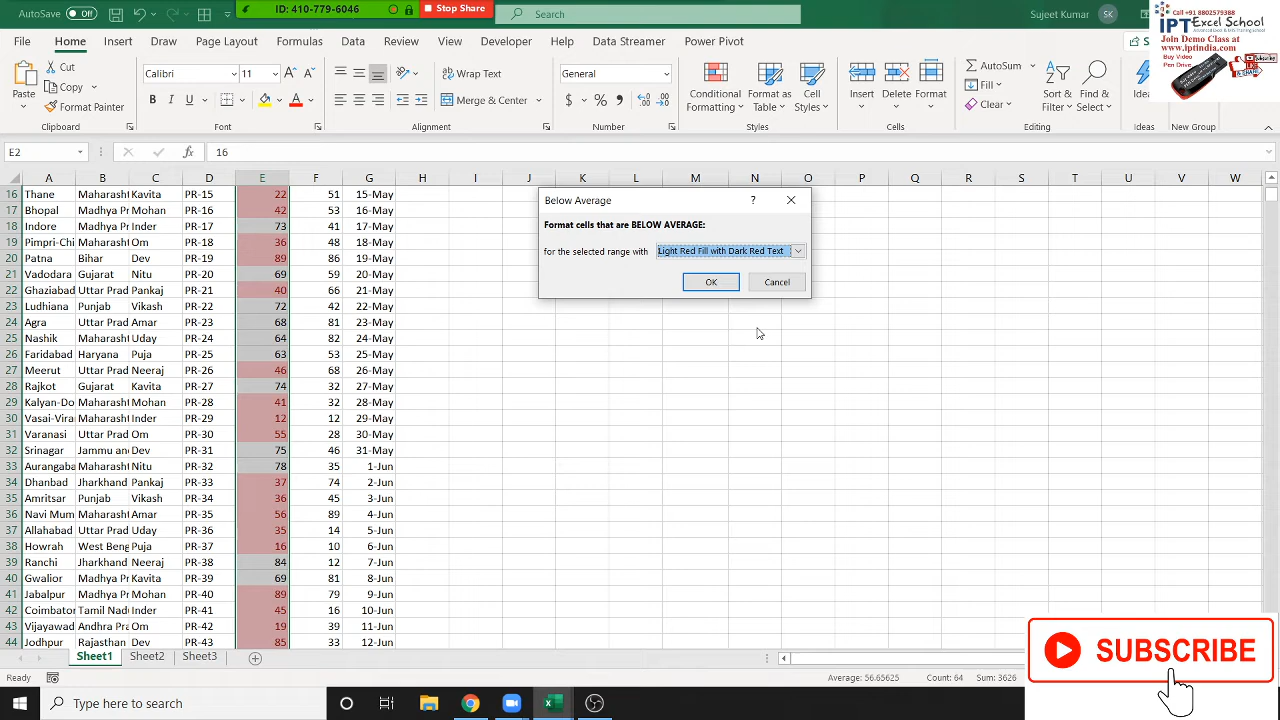 AutoSave Off
ID: 410-779-6046
Stop Share
Search
Sujeet Kumar
SK
Call +91 8802579388
IPT Excel School
Join Demo Class at
www.iptindia.com
Buy Video
Pen Drive
File Home Insert Draw Page Layout Formulas Data Review View Developer Help Data Streamer Power Pivot
Paste
Cut
Copy
Format Painter
Clipboard
Calibri 11
B I U
Font
Wrap Text
Merge & Center
Alignment
General
Number
Conditional Formatting
Format as Table
Cell Styles
Styles
Insert Delete Format
Cells
AutoSum
Fill
Clear
Sort & Filter
Find & Select
Editing
Ideas
Ideas
New Group
E2 fx 16
A B C D E F G H I J K L M N O P Q R S T U V W
16 Thane Maharasht Kavita PR-15 22 51 15-May
17 Bhopal Madhya Pr Mohan PR-16 42 53 16-May
18 Indore Madhya Pr Inder PR-17 73 41 17-May
19 Pimpri-Chi Maharasht Om PR-18 36 48 18-May
20 Patna Bihar Dev PR-19 89 86 19-May
21 Vadodara Gujarat Nitu PR-20 69 59 20-May
22 Ghaziabad Uttar Prad Pankaj PR-21 40 66 21-May
23 Ludhiana Punjab Vikash PR-22 72 42 22-May
24 Agra Uttar Prad Amar PR-23 68 81 23-May
25 Nashik Maharasht Uday PR-24 64 82 24-May
26 Faridabad Haryana Puja PR-25 63 53 25-May
27 Meerut Uttar Prad Neeraj PR-26 46 68 26-May
28 Rajkot Gujarat Kavita PR-27 74 32 27-May
29 Kalyan-Do Maharasht Mohan PR-28 41 32 28-May
30 Vasai-Vira Maharasht Inder PR-29 12 12 29-May
31 Varanasi Uttar Prad Om PR-30 55 28 30-May
32 Srinagar Jammu and Dev PR-31 75 46 31-May
33 Aurangaba Maharasht Nitu PR-32 78 35 1-Jun
34 Dhanbad Jharkhand Pankaj PR-33 37 74 2-Jun
35 Amritsar Punjab Vikash PR-34 36 45 3-Jun
36 Navi Mum Maharasht Amar PR-35 56 89 4-Jun
37 Allahabad Uttar Prad Uday PR-36 35 14 5-Jun
38 Howrah West Beng Puja PR-37 16 10 6-Jun
39 Ranchi Jharkhand Neeraj PR-38 84 12 7-Jun
40 Gwalior Madhya Pr Kavita PR-39 69 81 8-Jun
41 Jabalpur Madhya Pr Mohan PR-40 89 79 9-Jun
42 Coimbator Tamil Nadu Inder PR-41 45 16 10-Jun
43 Vijayawad Andhra Pra Om PR-42 19 39 11-Jun
44 Jodhpur Rajasthan Dev PR-43 85 33 12-Jun
Below Average ?
Format cells that are BELOW AVERAGE:
for the selected range with Light Red Fill with Dark Red Text
OK Cancel
Sheet1 Sheet2 Sheet3
SUBSCRIBE
Ready Average: 56.65625 Count: 64 Sum: 3626
Type here to search